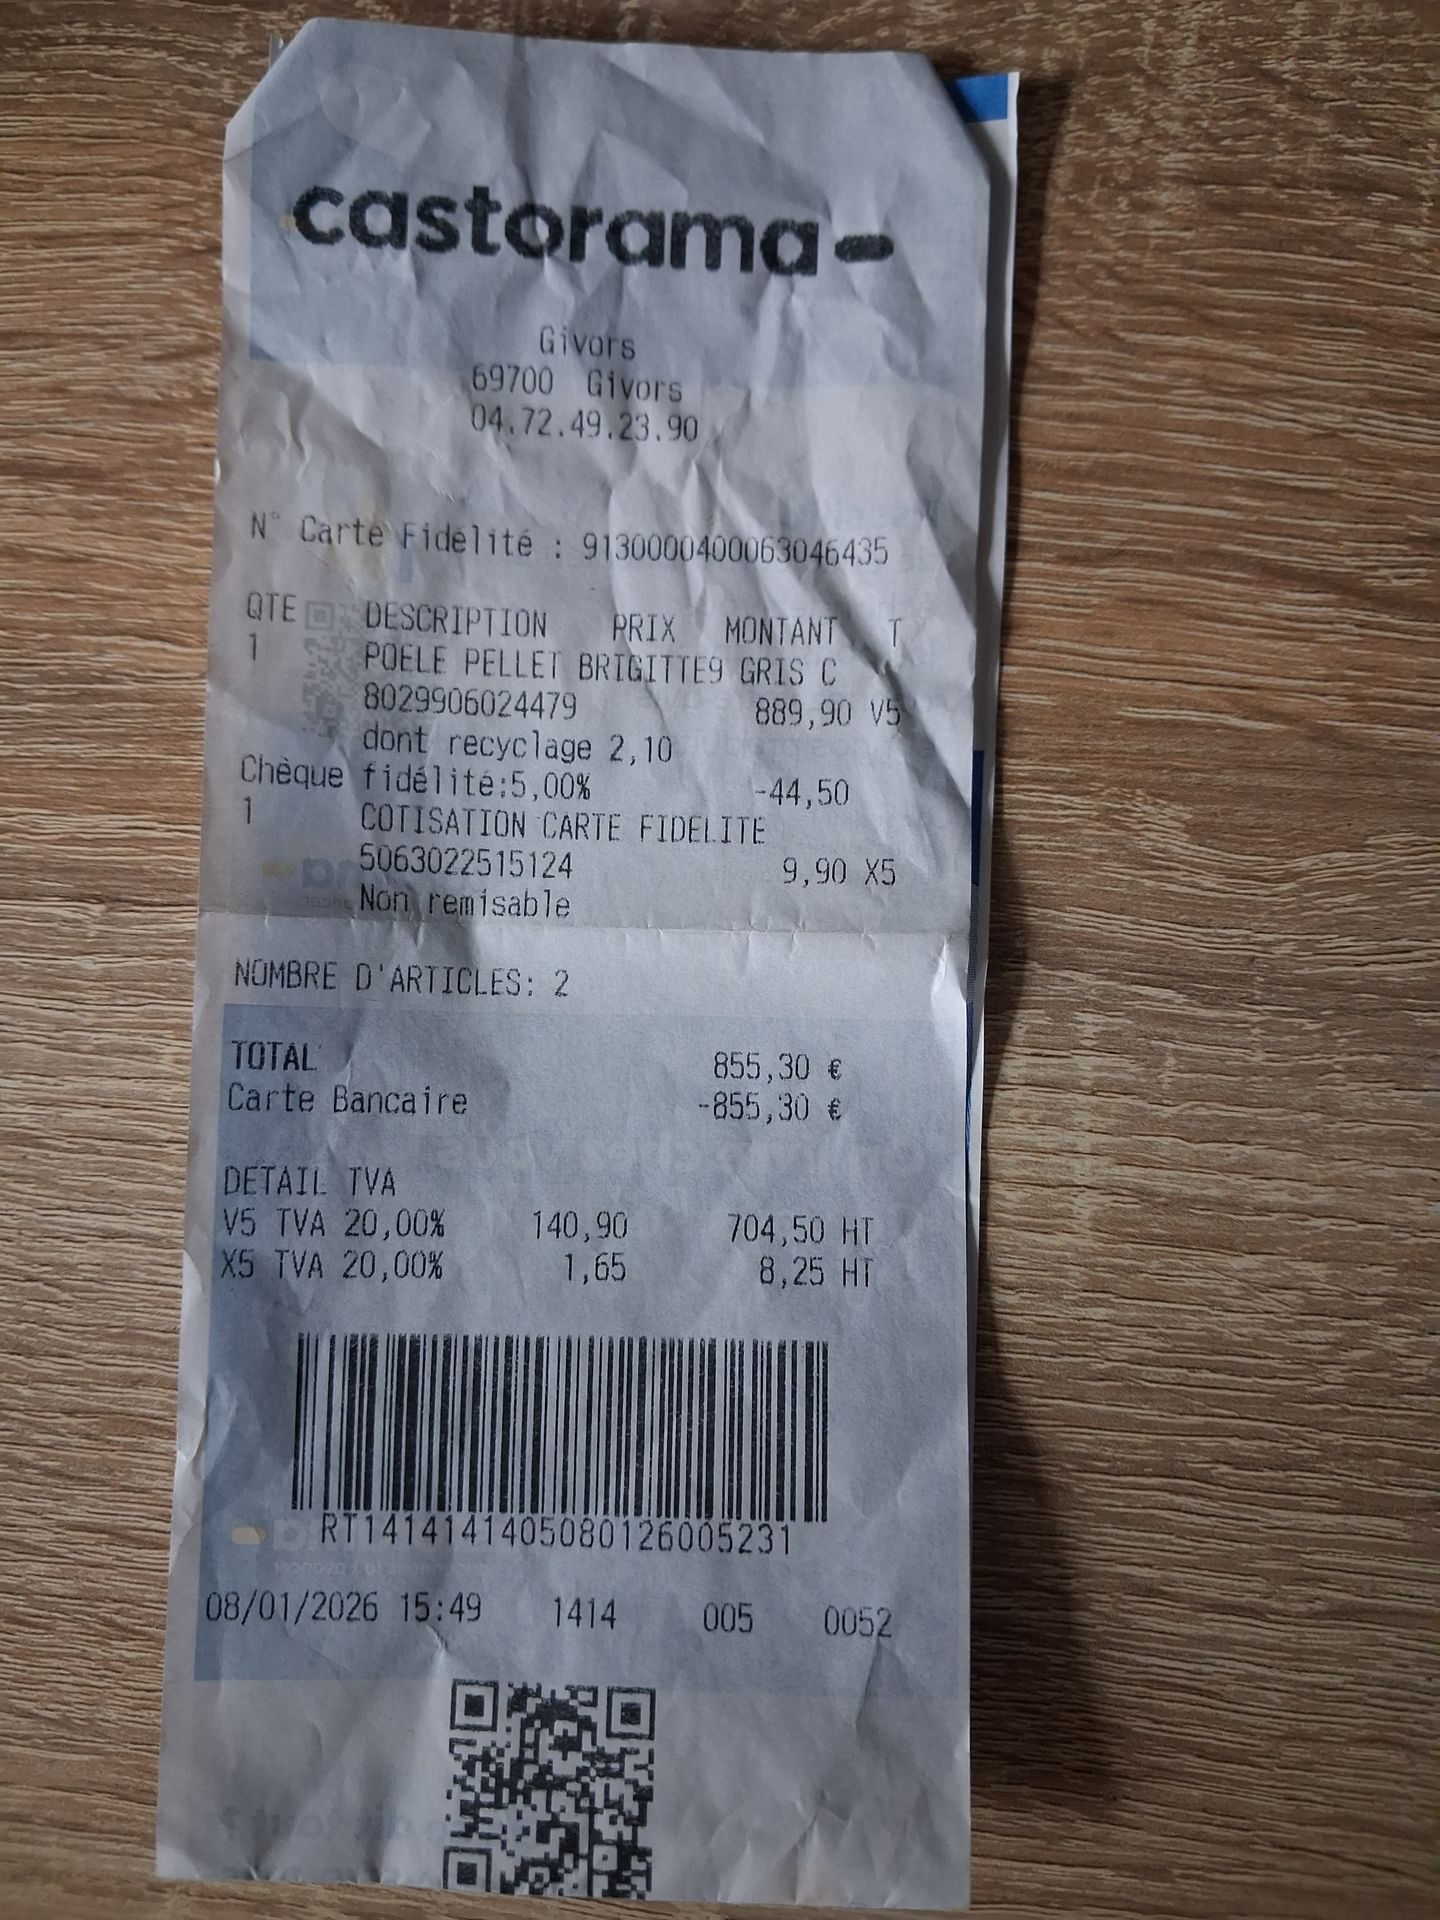 castorama
Givors
69700 Givors
04.72.49.23.90
N° Carte Fidélité : 9130000400063046435
QTE DESCRIPTION PRIX MONTANT T
1 POELE PELLET BRIGITTE9 GRIS C
8029906024479 889,90 V5
dont recyclage 2,10
Chèque fidélité:5,00% -44,50
1 COTISATION CARTE FIDELITE
5063022515124 9,90 X5
Non remisable
NOMBRE D'ARTICLES: 2
TOTAL 855,30 €
Carte Bancaire -855,30 €
DETAIL TVA
V5 TVA 20,00% 140,90 704,50 HT
X5 TVA 20,00% 1,65 8,25 HT
RT1414141405080126005231
08/01/2026 15:49 1414 005 0052